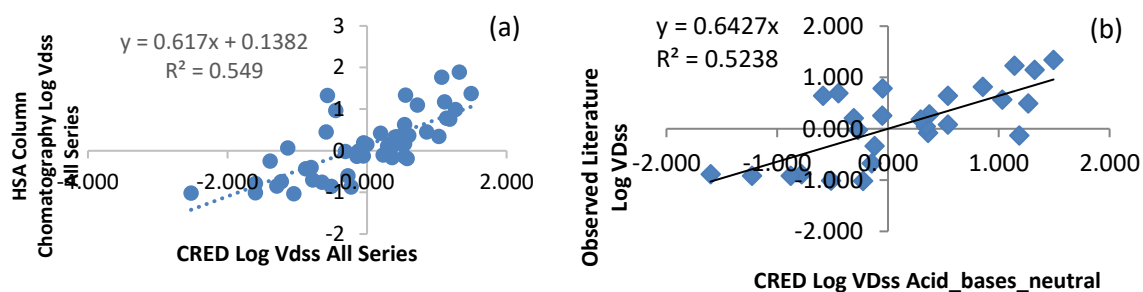 (a)
y = 0.617x + 0.1382
R² = 0.549
HSA Column
Chomatography Log Vdss
All Series
3
2
1
0
-1
-2
-4.000
-2.000
0.000
2.000
CRED Log Vdss All Series
(b)
y = 0.6427x
R² = 0.5238
Observed Literature
Log VDss
2.000
1.000
0.000
-1.000
-2.000
-2.000
-1.000
0.000
1.000
2.000
CRED Log VDss Acid_bases_neutral